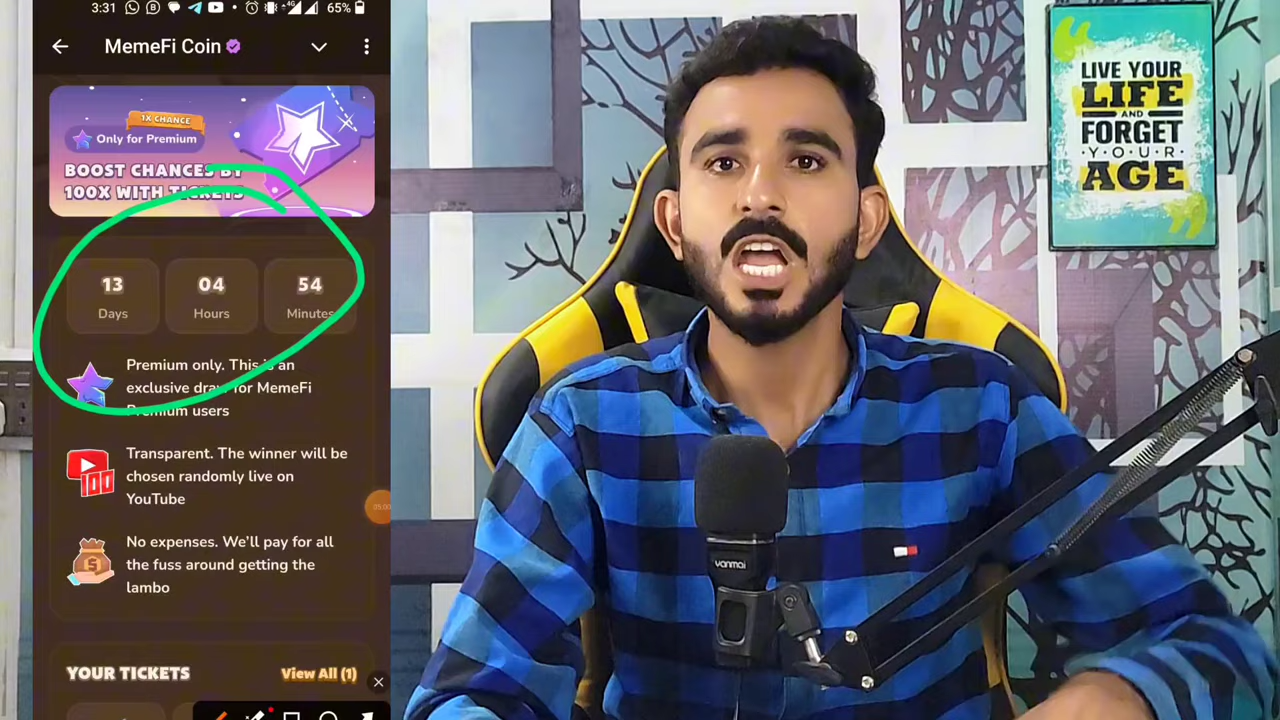 3:31
4G
65%
MemeFi Coin
1X CHANCE
Only for Premium
BOOST CHANCES BY
100X WITH TICKETS
13
04
54
Days
Hours
Minutes
Premium only. This is an
exclusive draw for MemeFi
Premium users
Transparent. The winner will be
chosen randomly live on
YouTube
100
No expenses. We’ll pay for all
the fuss around getting the
lambo
YOUR TICKETS
View All (1)
LIVE YOUR
LIFE
AND
FORGET
YOUR
AGE
vanmai